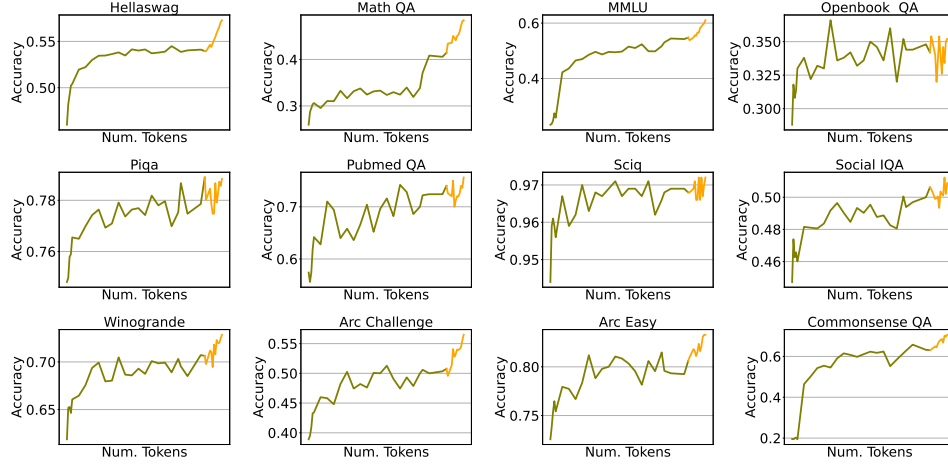 Hellaswag
Accuracy
0.55
0.50
Num. Tokens
Math QA
Accuracy
0.4
0.3
Num. Tokens
MMLU
Accuracy
0.6
0.4
Num. Tokens
Openbook  QA
Accuracy
0.350
0.325
0.300
Num. Tokens
Piqa
Accuracy
0.78
0.76
Num. Tokens
Pubmed QA
Accuracy
0.7
0.6
Num. Tokens
Sciq
Accuracy
0.97
0.96
0.95
Num. Tokens
Social IQA
Accuracy
0.50
0.48
0.46
Num. Tokens
Winogrande
Accuracy
0.70
0.65
Num. Tokens
Arc Challenge
Accuracy
0.55
0.50
0.45
0.40
Num. Tokens
Arc Easy
Accuracy
0.80
0.75
Num. Tokens
Commonsense QA
Accuracy
0.6
0.4
0.2
Num. Tokens